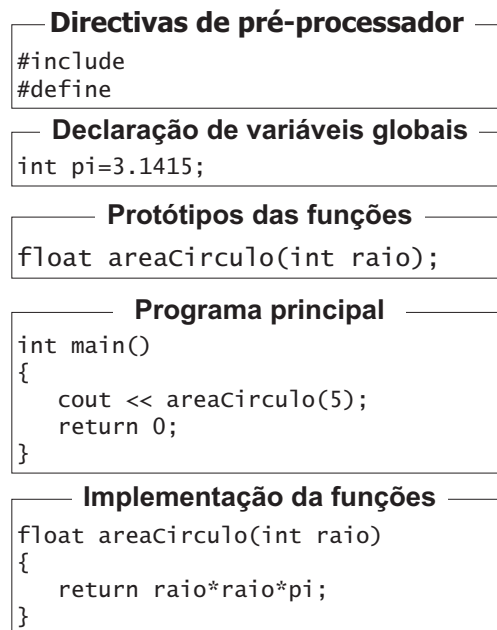 Directivas de pré-processador
#include
#define
Declaração de variáveis globais
int pi=3.1415;
Protótipos das funções
float areaCirculo(int raio);
Programa principal
int main()
{
cout << areaCirculo(5);
return 0;
}
Implementação da funções
float areaCirculo(int raio)
{
return raio*raio*pi;
}